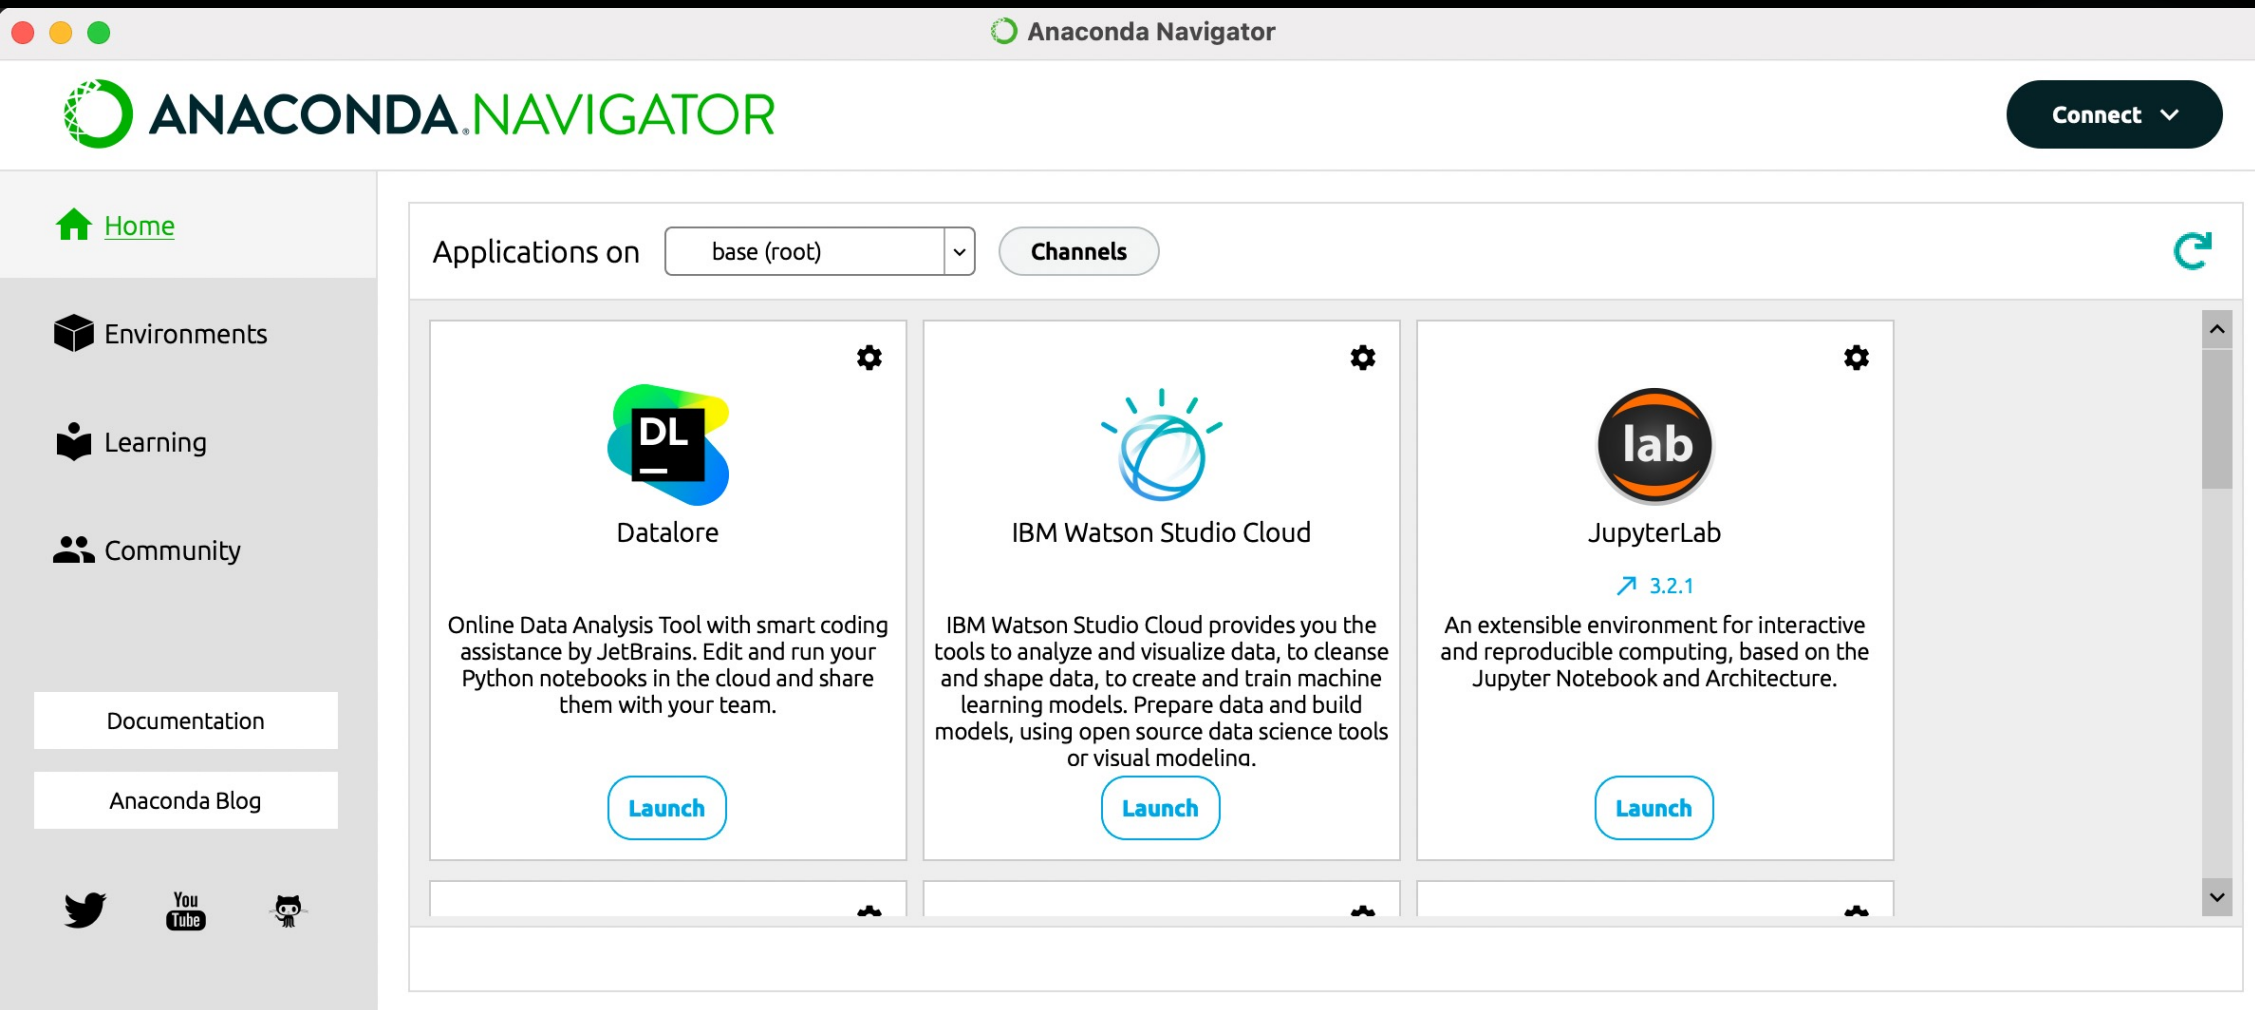 Anaconda Navigator
ANACONDA.NAVIGATOR
Connect
Home
Environments
Learning
Community
Documentation
Anaconda Blog
You
Tube
Applications on
base (root)
Channels
DL
Datalore
Online Data Analysis Tool with smart coding
assistance by JetBrains. Edit and run your
Python notebooks in the cloud and share
them with your team.
Launch
IBM Watson Studio Cloud
IBM Watson Studio Cloud provides you the
tools to analyze and visualize data, to cleanse
and shape data, to create and train machine
learning models. Prepare data and build
models, using open source data science tools
or visual modeling.
Launch
lab
JupyterLab
3.2.1
An extensible environment for interactive
and reproducible computing, based on the
Jupyter Notebook and Architecture.
Launch